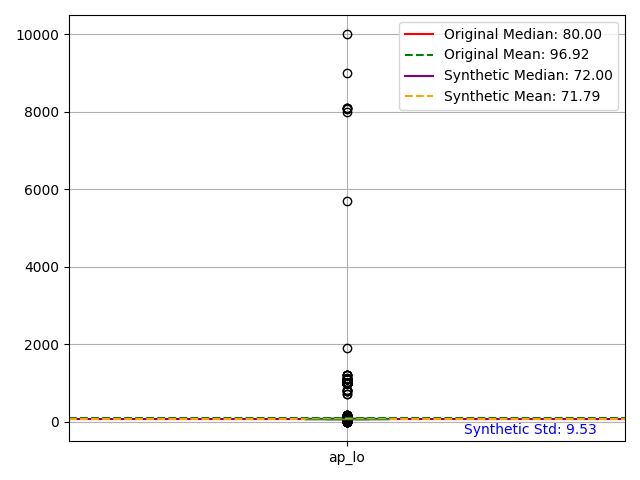 10000
8000
6000
4000
2000
0
Original Median: 80.00
Original Mean: 96.92
Synthetic Median: 72.00
Synthetic Mean: 71.79
Synthetic Std: 9.53
ap_lo